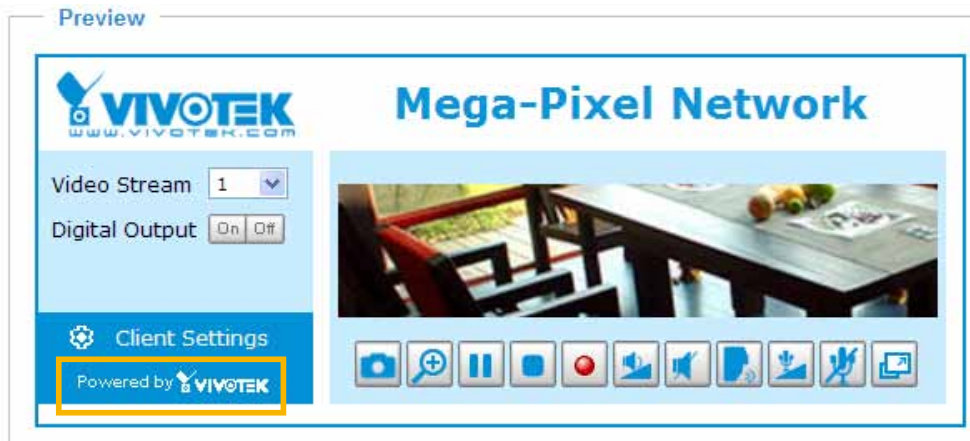 Preview
VIVOTEK
www.vivotek.com
Mega-Pixel Network
Video Stream 1
Digital Output On Off
Client Settings
Powered by VIVOTEK